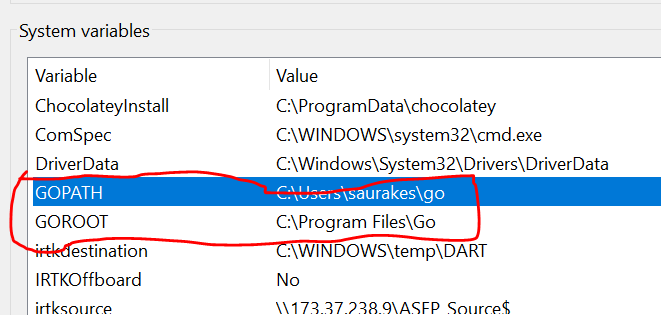 System variables
Variable Value
ChocolateyInstall C:\ProgramData\chocolatey
ComSpec C:\WINDOWS\system32\cmd.exe
DriverData C:\Windows\System32\Drivers\DriverData
GOPATH C:\Users\saurakes\go
GOROOT C:\Program Files\Go
irtkdestination C:\WINDOWS\temp\DART
IRTKOffboard No
irtksource \\173.37.238.9\ASFP_Source$